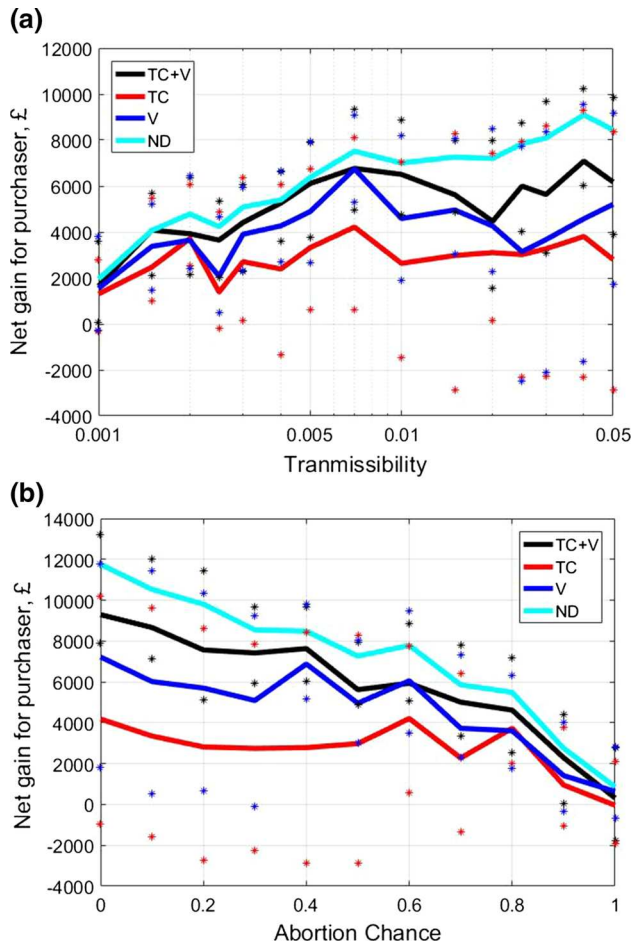 (a)
Net gain for purchaser, £
12000
10000
8000
6000
4000
2000
0
-2000
-4000
TC+V
TC
V
ND
0.001
0.005
0.01
0.05
Tranmissibility
(b)
Net gain for purchaser, £
14000
12000
10000
8000
6000
4000
2000
0
-2000
-4000
TC+V
TC
V
ND
0
0.2
0.4
0.6
0.8
1
Abortion Chance